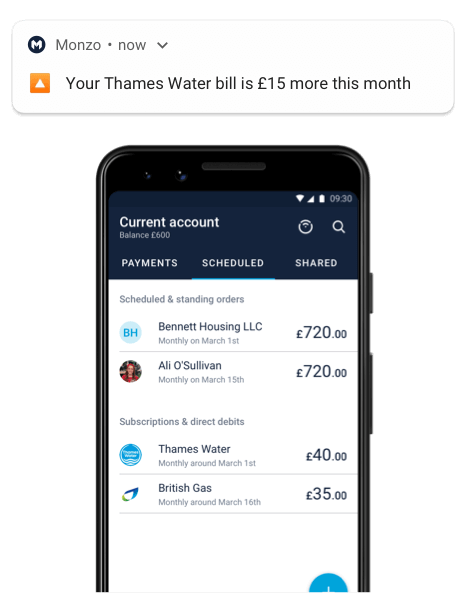 Monzo • now
Your Thames Water bill is £15 more this month
09:30
Current account
Balance £600
PAYMENTS SCHEDULED SHARED
Scheduled & standing orders
BH Bennett Housing LLC £720.00
Monthly on March 1st
Ali O'Sullivan £720.00
Monthly on March 15th
Subscriptions & direct debits
Thames Water Thames Water £40.00
Monthly around March 1st
British Gas £35.00
Monthly around March 16th